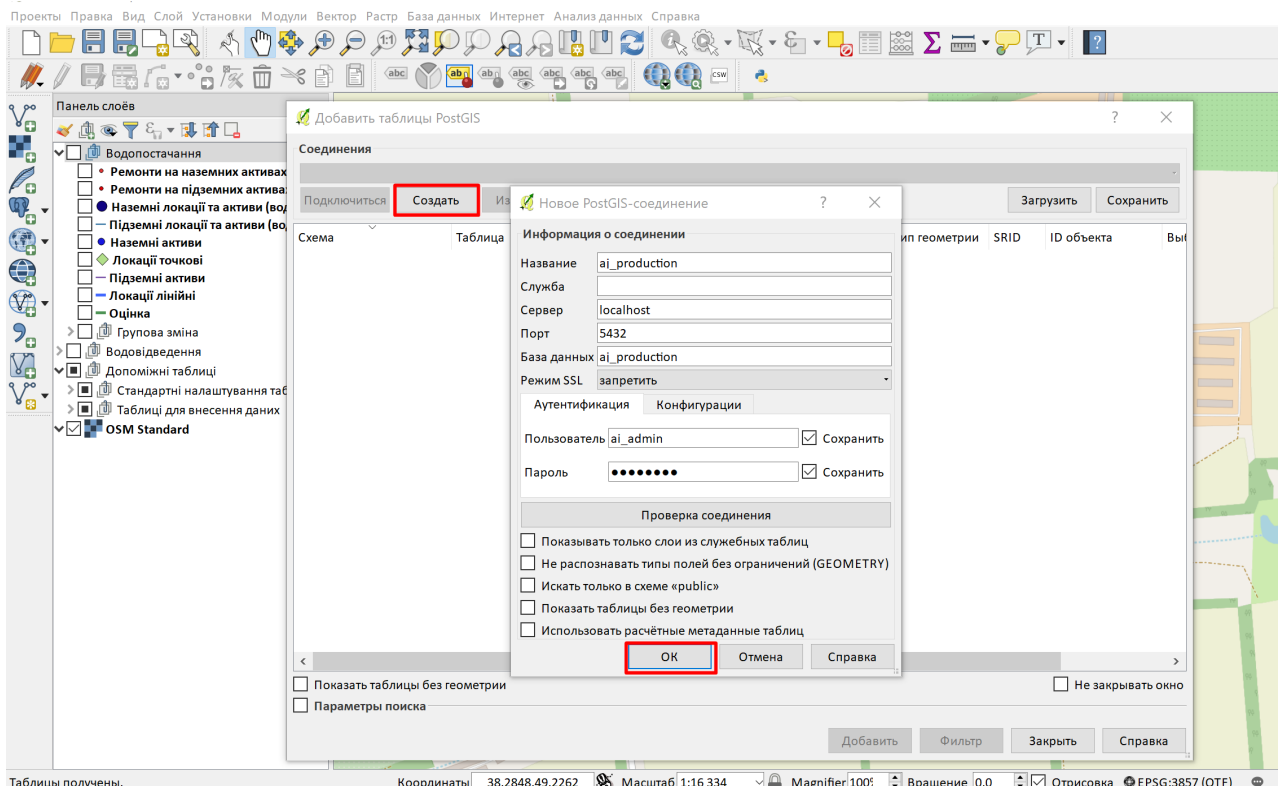 Проекты Правка Вид Слой Установки Модули Вектор Растр База данных Интернет Анализ данных Справка
Панель слоёв
Водопостачання
Ремонти на наземних активах
Ремонти на підземних актива
Наземні локації та активи (вод
Підземні локації та активи (во
Наземні активи
Локації точкові
Підземні активи
Локації лінійні
Оцінка
Групова зміна
Водовідведення
Допоміжні таблиці
Стандартні налаштування таб
Таблиці для внесення даних
OSM Standard
Добавить таблицы PostGIS
Соединения
Подключиться Создать Из Загрузить Сохранить
Схема Таблица ип геометрии SRID ID объекта Выб
Новое PostGIS-соединение
Информация о соединении
Название ai_production
Служба
Сервер localhost
Порт 5432
База данных ai_production
Режим SSL запретить
Аутентификация Конфигурации
Пользователь ai_admin Сохранить
Пароль ●●●●●●●● Сохранить
Проверка соединения
Показывать только слои из служебных таблиц
Не распознавать типы полей без ограничений (GEOMETRY)
Искать только в схеме «public»
Показать таблицы без геометрии
Использовать расчётные метаданные таблиц
ОК Отмена Справка
Показать таблицы без геометрии Не закрывать окно
Параметры поиска
Добавить Фильтр Закрыть Справка
Таблицы получены. Координаты 38.2848,49.2262 Масштаб 1:16 334 Magnifier 100% Вращение 0,0 Отрисовка EPSG:3857 (OTF)